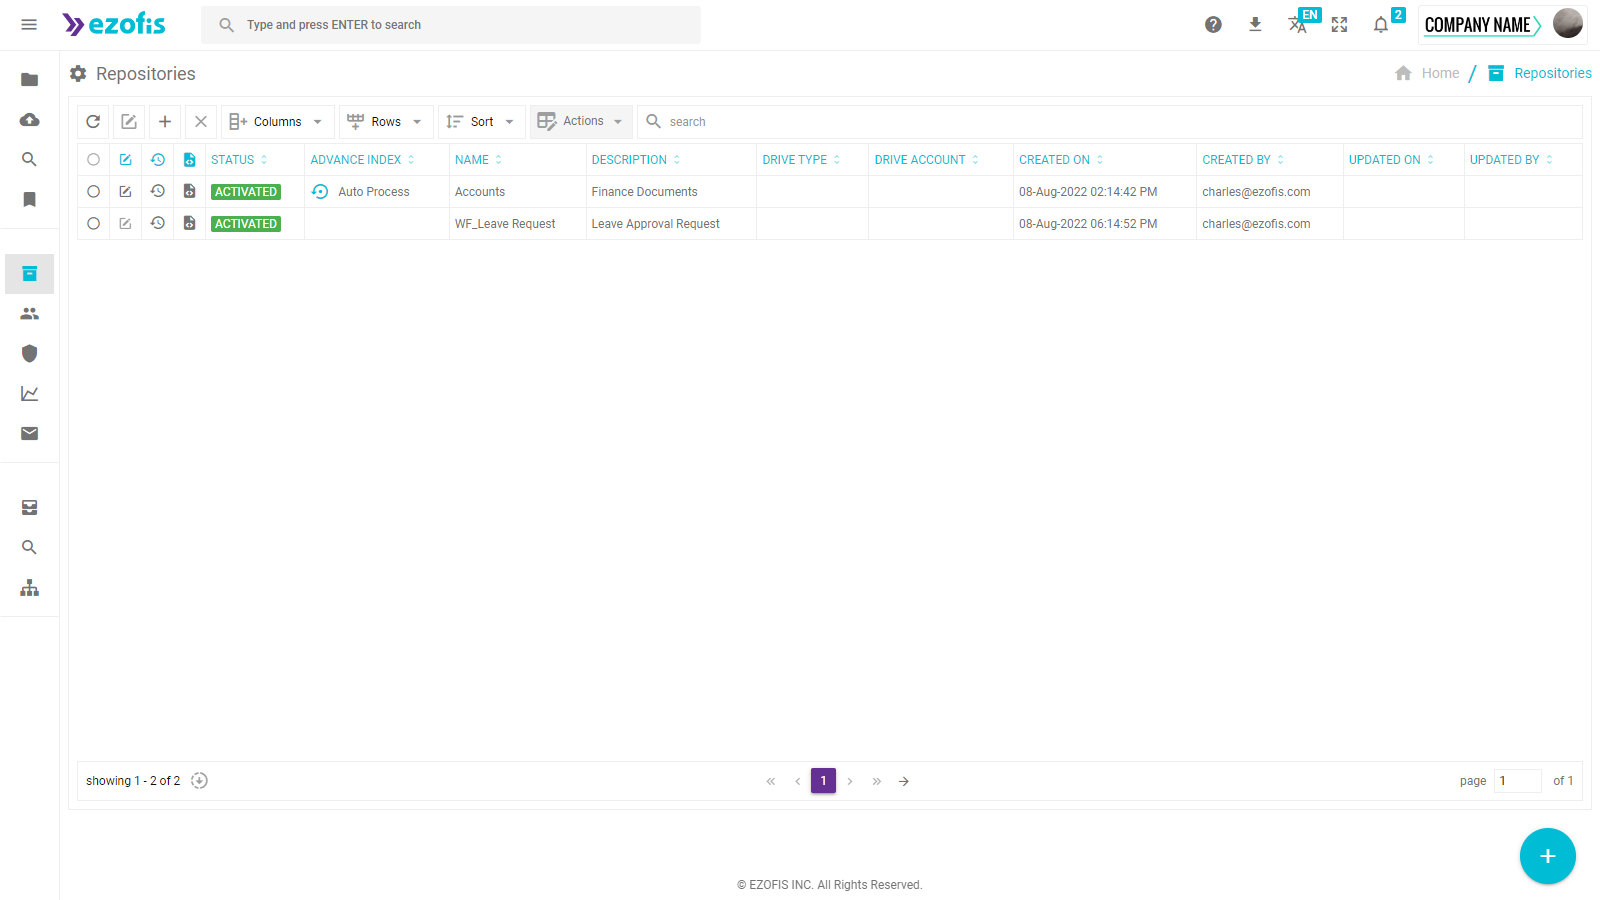 ezofis
Type and press ENTER to search
EN
2
COMPANY NAME
Repositories
Home / Repositories
Columns
Rows
Sort
Actions
search
STATUS ADVANCE INDEX NAME DESCRIPTION DRIVE TYPE DRIVE ACCOUNT CREATED ON CREATED BY UPDATED ON UPDATED BY
ACTIVATED Auto Process Accounts Finance Documents 08-Aug-2022 02:14:42 PM charles@ezofis.com
ACTIVATED WF_Leave Request Leave Approval Request 08-Aug-2022 06:14:52 PM charles@ezofis.com
showing 1 - 2 of 2
1
page 1 of 1
© EZOFIS INC. All Rights Reserved.